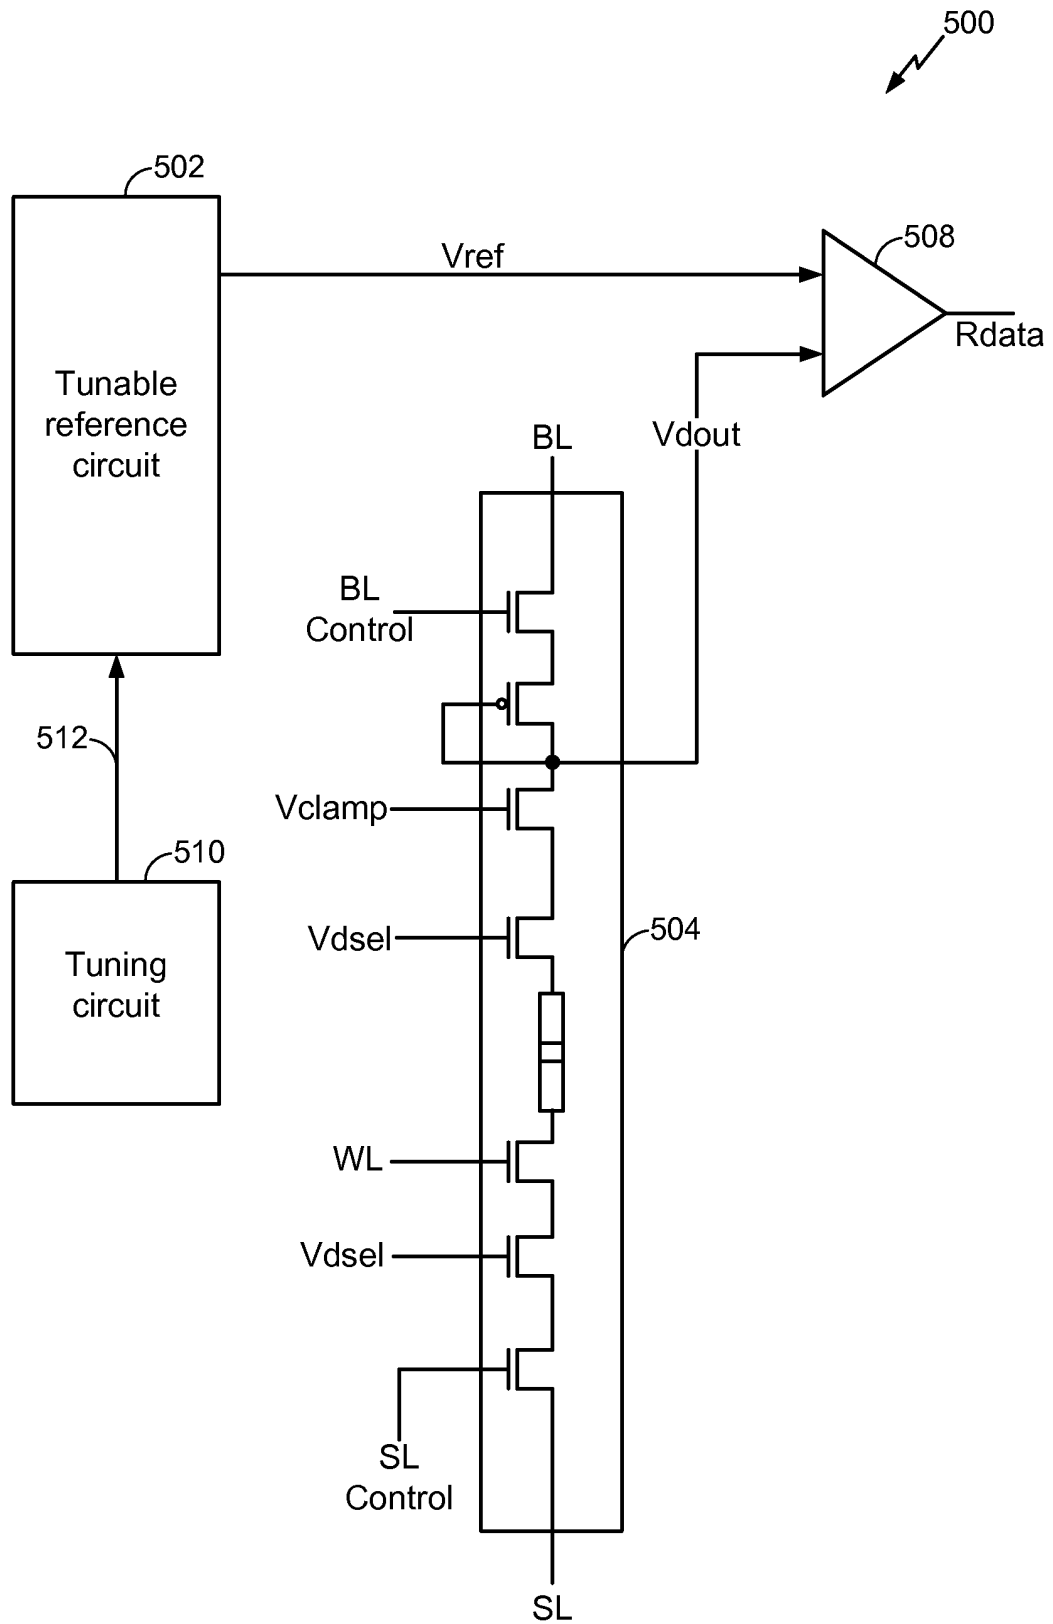 500
502
508
Vref
Rdata
Tunable
reference
circuit
BL
Vdout
BL
Control
512
Vclamp
510
Vdsel
504
Tuning
circuit
WL
Vdsel
SL
Control
SL